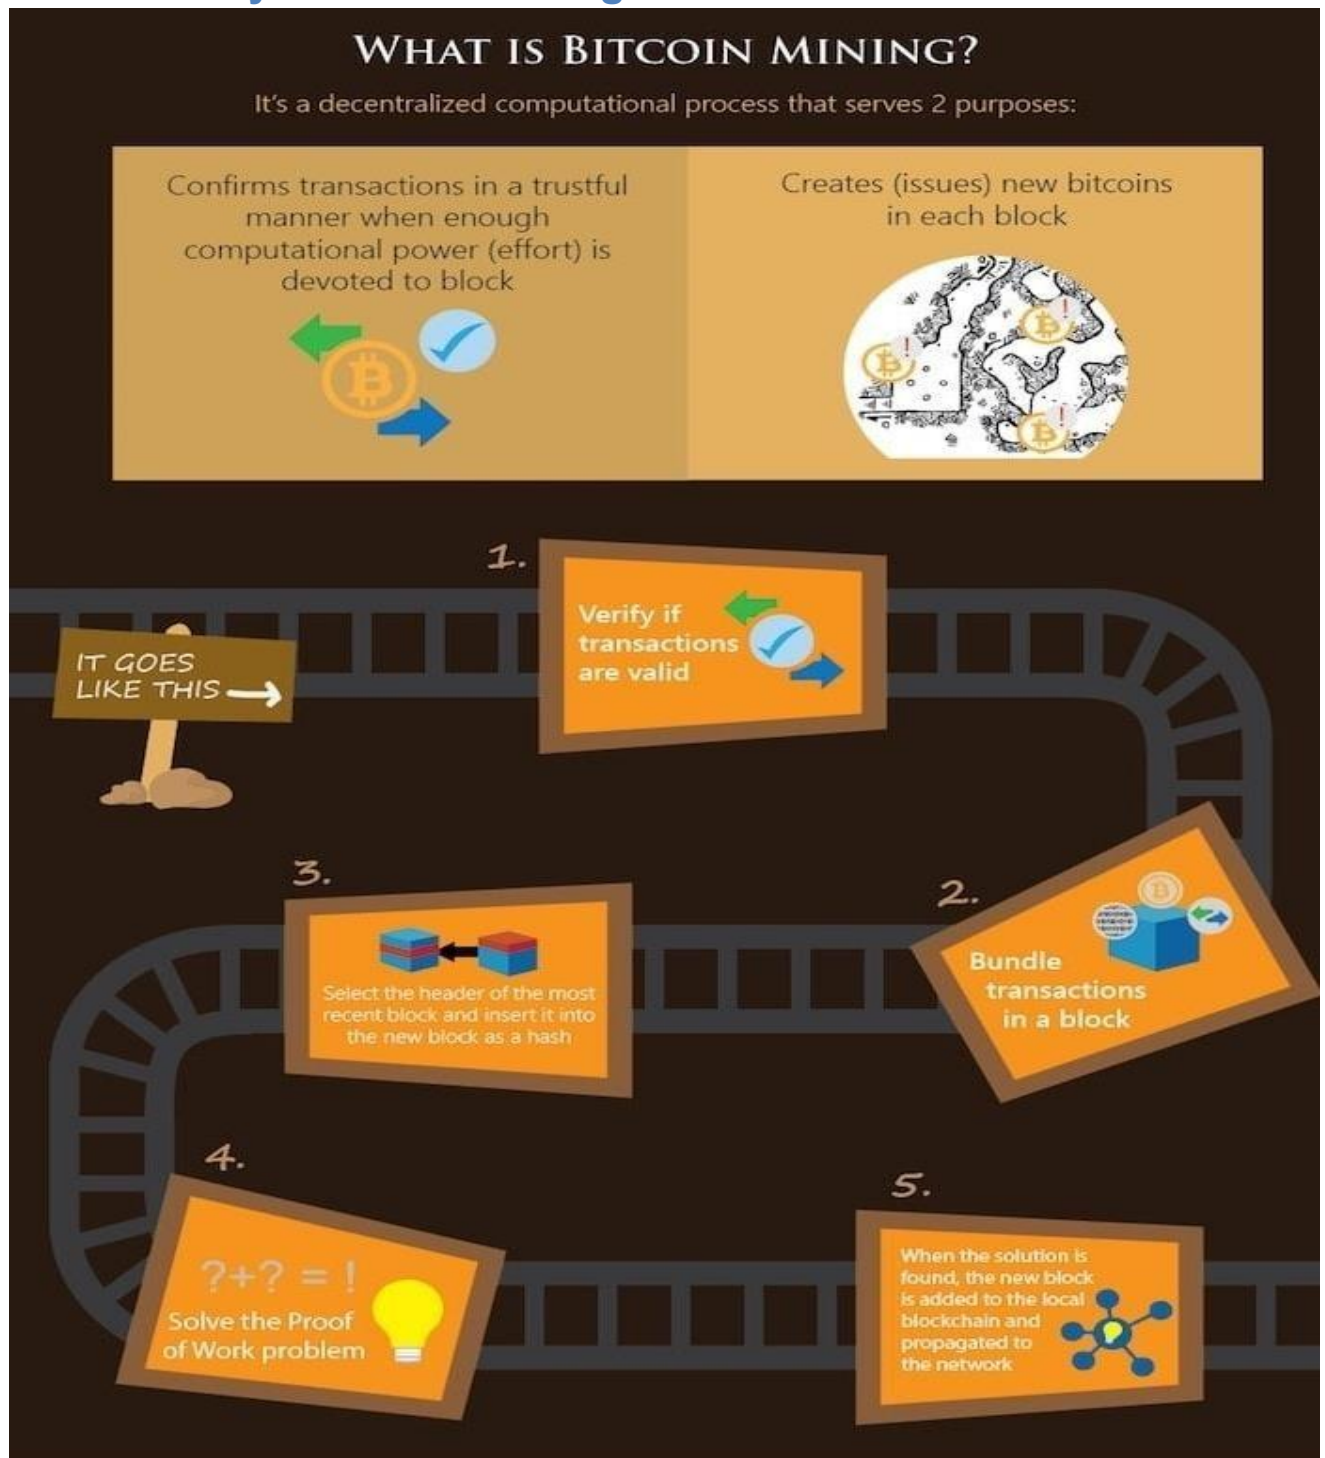 WHAT IS BITCOIN MINING?
It's a decentralized computational process that serves 2 purposes:
Confirms transactions in a trustful
manner when enough
computational power (effort) is
devoted to block
Creates (issues) new bitcoins
in each block
IT GOES
LIKE THIS
1.
Verify if
transactions
are valid
2.
Bundle
transactions
in a block
3.
Select the header of the most
recent block and insert it into
the new block as a hash
4.
?+? = !
Solve the Proof
of Work problem
5.
When the solution is
found, the new block
is added to the local
blockchain and
propagated to
the network